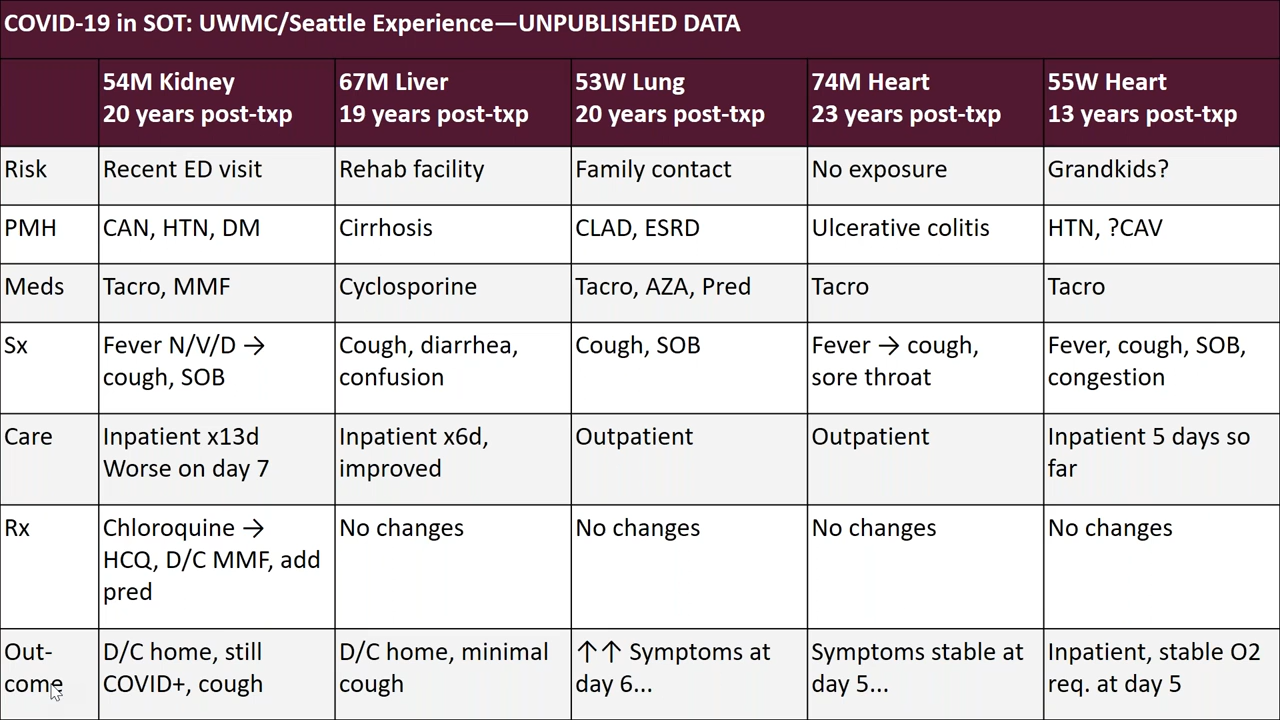 COVID-19 in SOT: UWMC/Seattle Experience—UNPUBLISHED DATA
54M Kidney
20 years post-txp
67M Liver
19 years post-txp
53W Lung
20 years post-txp
74M Heart
23 years post-txp
55W Heart
13 years post-txp
Risk
Recent ED visit
Rehab facility
Family contact
No exposure
Grandkids?
PMH
CAN, HTN, DM
Cirrhosis
CLAD, ESRD
Ulcerative colitis
HTN, ?CAV
Meds
Tacro, MMF
Cyclosporine
Tacro, AZA, Pred
Tacro
Tacro
Sx
Fever N/V/D →
cough, SOB
Cough, diarrhea,
confusion
Cough, SOB
Fever → cough,
sore throat
Fever, cough, SOB,
congestion
Care
Inpatient x13d
Worse on day 7
Inpatient x6d,
improved
Outpatient
Outpatient
Inpatient 5 days so
far
Rx
Chloroquine →
HCQ, D/C MMF, add
pred
No changes
No changes
No changes
No changes
Out-
come
D/C home, still
COVID+, cough
D/C home, minimal
cough
↑↑ Symptoms at
day 6...
Symptoms stable at
day 5...
Inpatient, stable O2
req. at day 5